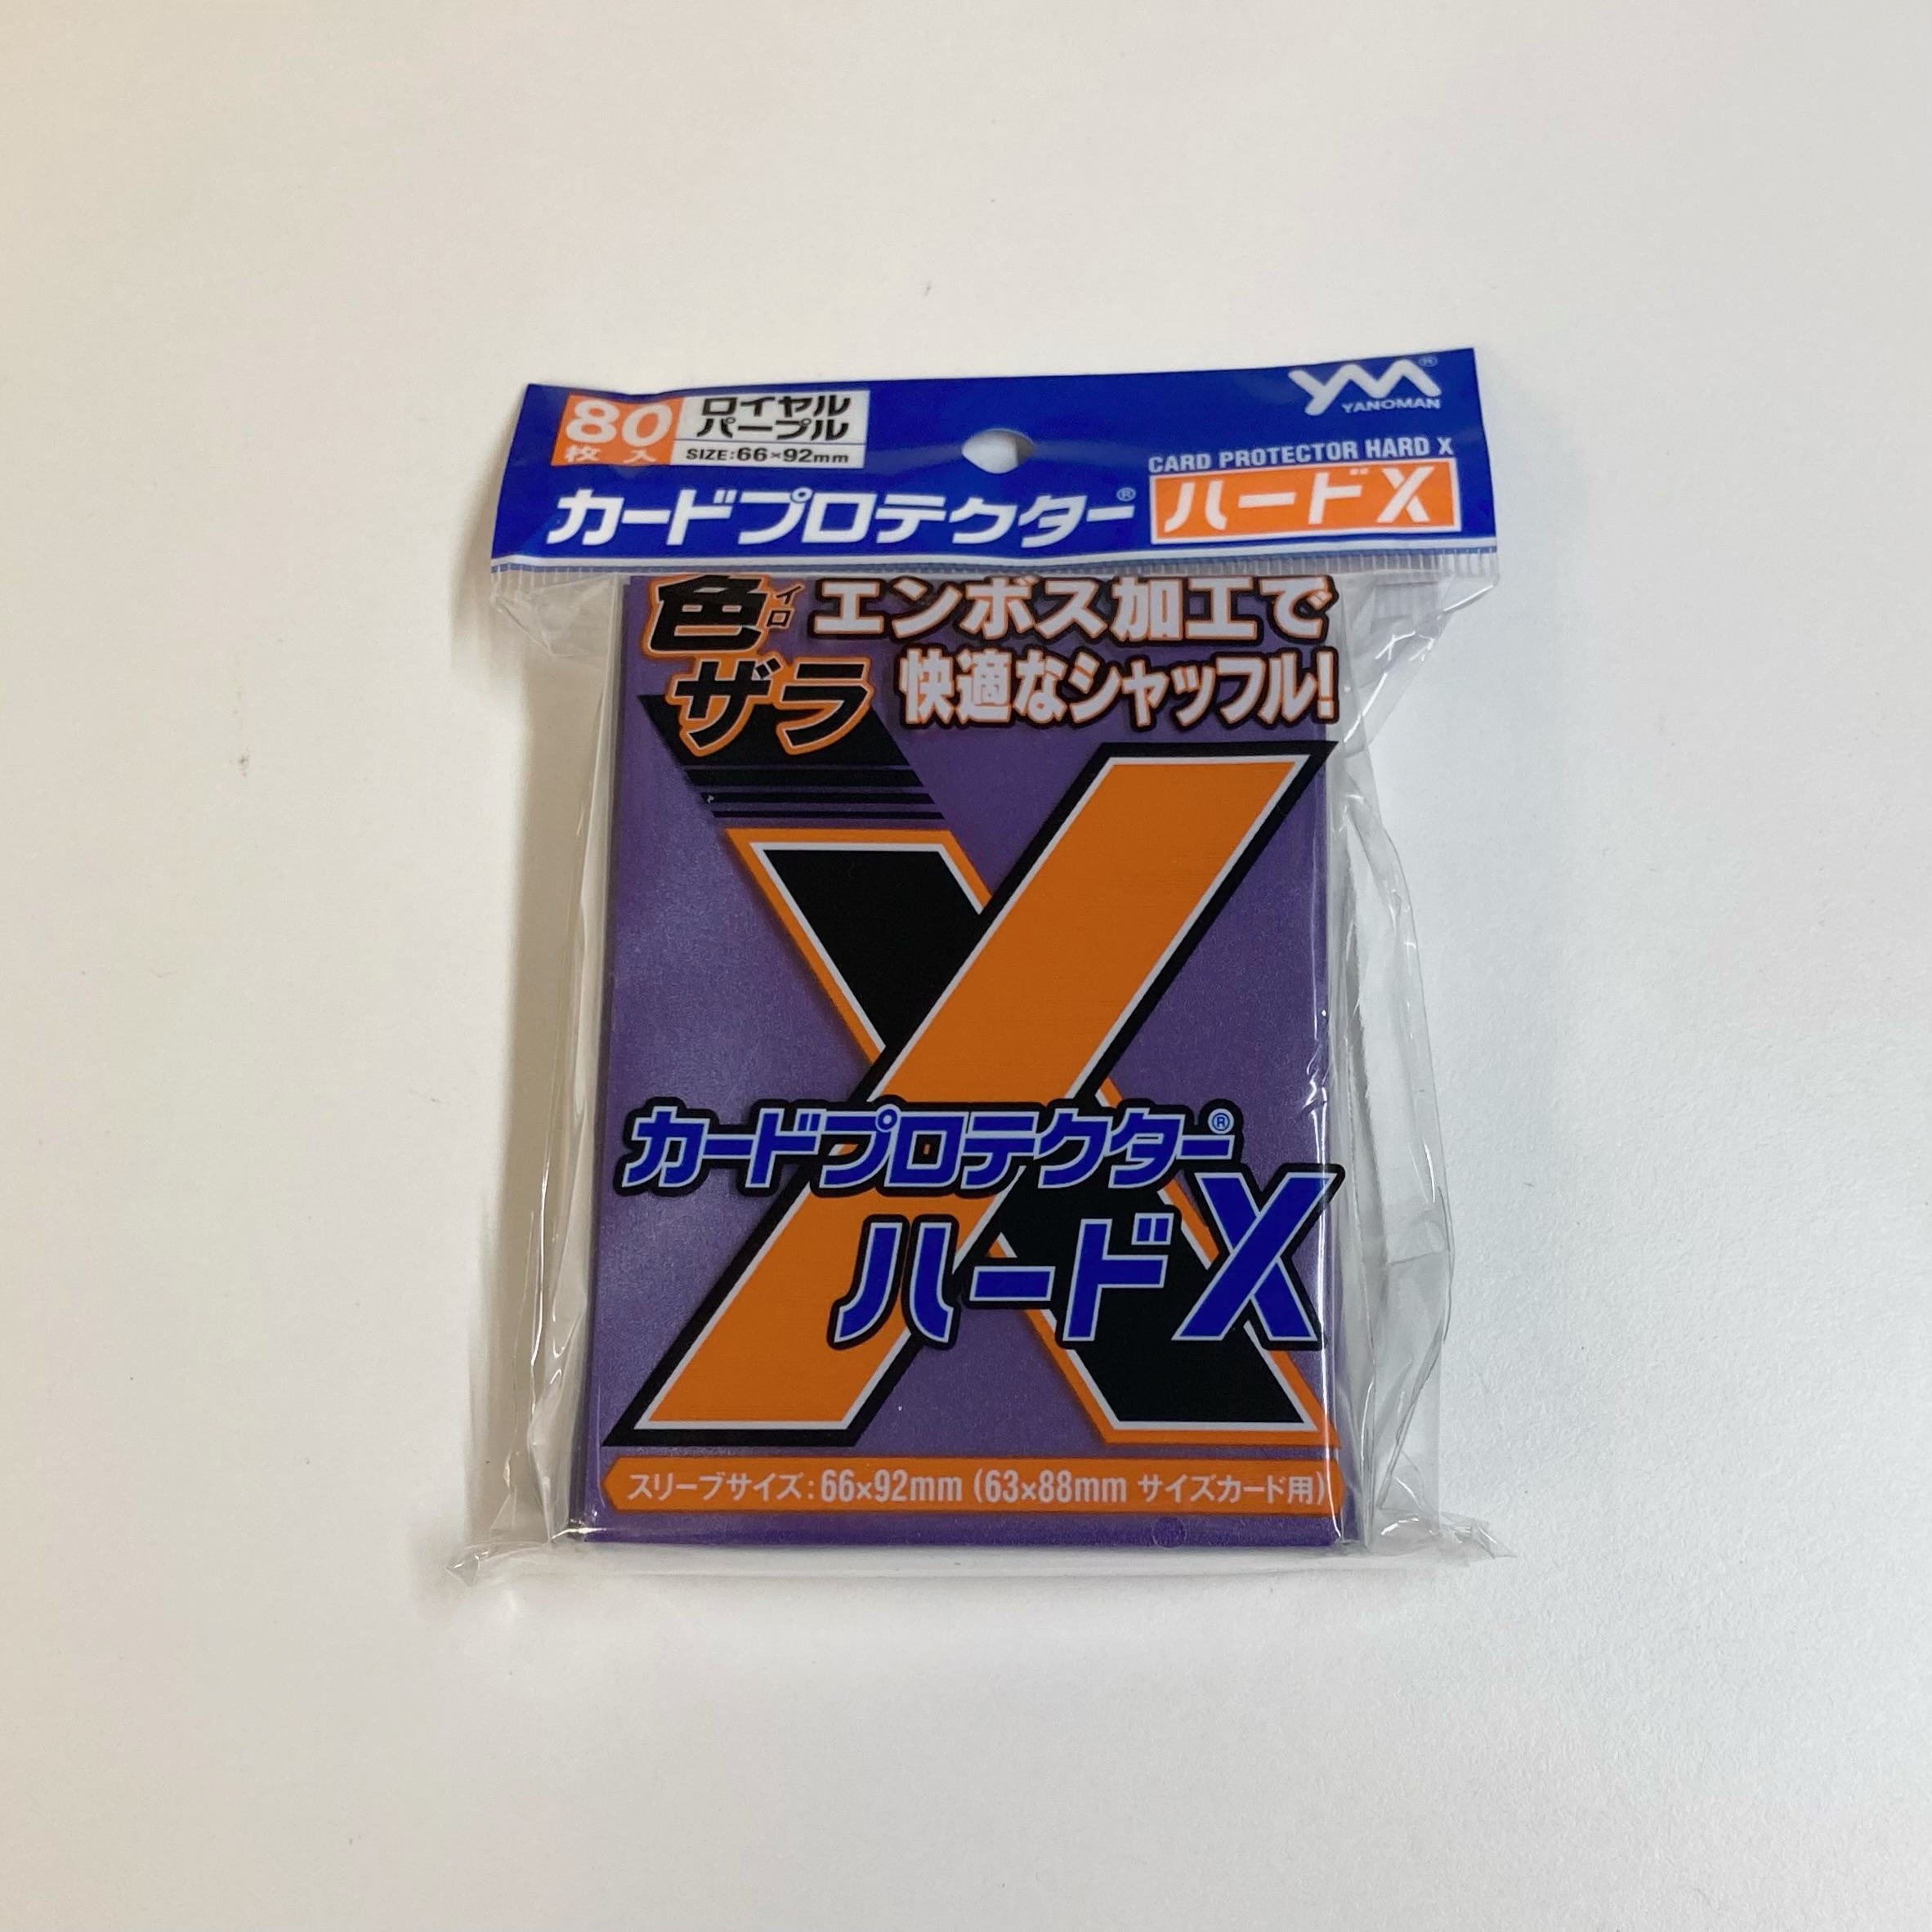 80
枚入
ロイヤル
パープル
SIZE:66×92mm
YM®
YANOMAN
CARD PROTECTOR HARD X
カードプロテクター®
ハードX
色イロ
ザラ
エンボス加工で
快適なシャッフル!
カードプロテクター®
ハードX
スリーブサイズ:66×92mm(63×88mm サイズカード用)